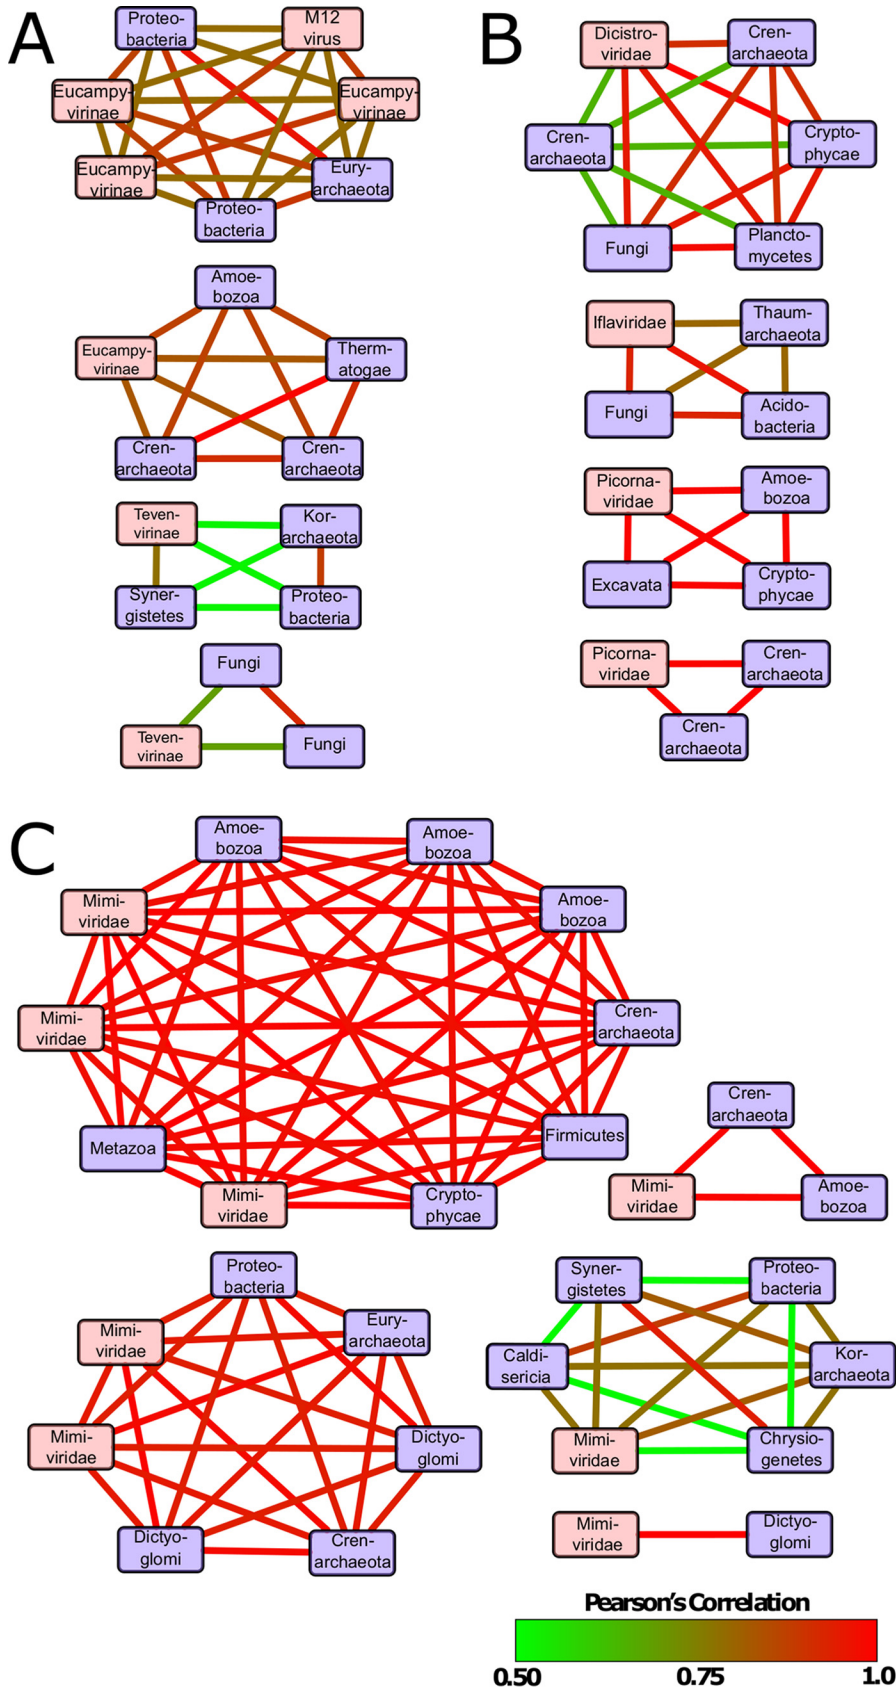 A
Proteo-
bacteria
M12
virus
Eucampy-
virinae
Eucampy-
virinae
Eucampy-
virinae
Eury-
archaeota
Proteo-
bacteria
Amoe-
bozoa
Eucampy-
virinae
Therm-
atogae
Cren-
archaeota
Cren-
archaeota
Teven-
virinae
Kor-
archaeota
Syner-
gistetes
Proteo-
bacteria
Fungi
Teven-
virinae
Fungi
B
Dicistro-
viridae
Cren-
archaeota
Cren-
archaeota
Crypto-
phycae
Fungi
Plancto-
mycetes
Iflaviridae
Thaum-
archaeota
Fungi
Acido-
bacteria
Picorna-
viridae
Amoe-
bozoa
Excavata
Crypto-
phycae
Picorna-
viridae
Cren-
archaeota
Cren-
archaeota
C
Amoe-
bozoa
Amoe-
bozoa
Mimi-
viridae
Amoe-
bozoa
Mimi-
viridae
Cren-
archaeota
Metazoa
Firmicutes
Mimi-
viridae
Crypto-
phycae
Cren-
archaeota
Mimi-
viridae
Amoe-
bozoa
Proteo-
bacteria
Mimi-
viridae
Eury-
archaeota
Mimi-
viridae
Dictyo-
glomi
Dictyo-
glomi
Cren-
archaeota
Syner-
gistetes
Proteo-
bacteria
Caldi-
sericia
Kor-
archaeota
Mimi-
viridae
Chrysio-
genetes
Mimi-
viridae
Dictyo-
glomi
Pearson's Correlation
0.50 0.75 1.0